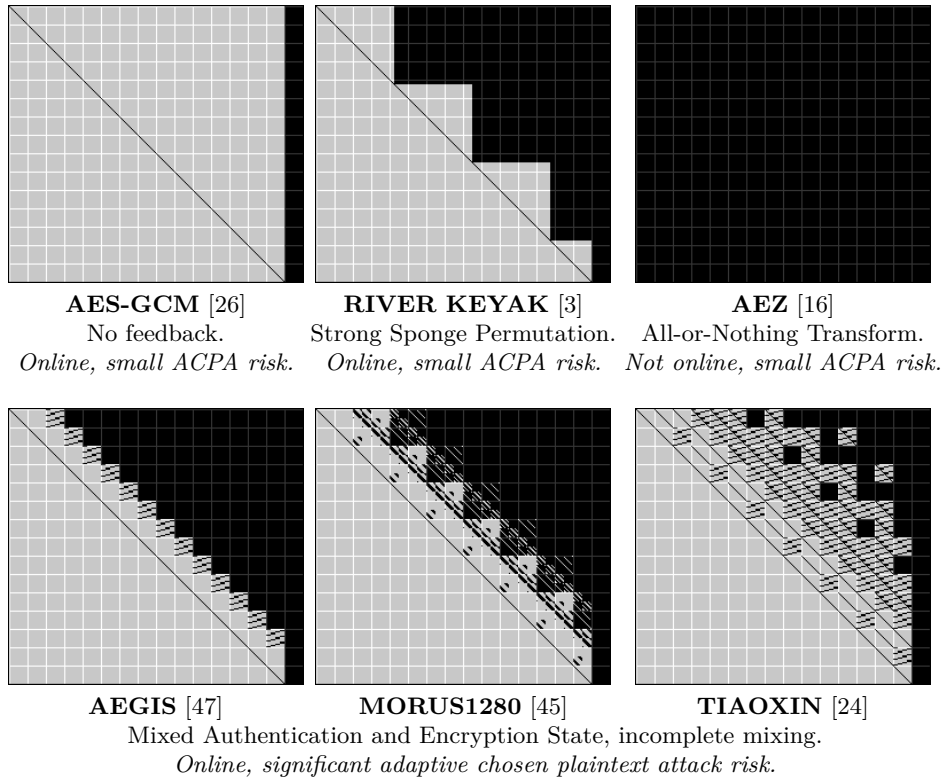 AES-GCM [26]
No feedback.
Online, small ACPA risk.
RIVER KEYAK [3]
Strong Sponge Permutation.
Online, small ACPA risk.
AEZ [16]
All-or-Nothing Transform.
Not online, small ACPA risk.
AEGIS [47]
MORUS1280 [45]
TIAOXIN [24]
Mixed Authentication and Encryption State, incomplete mixing.
Online, significant adaptive chosen plaintext attack risk.